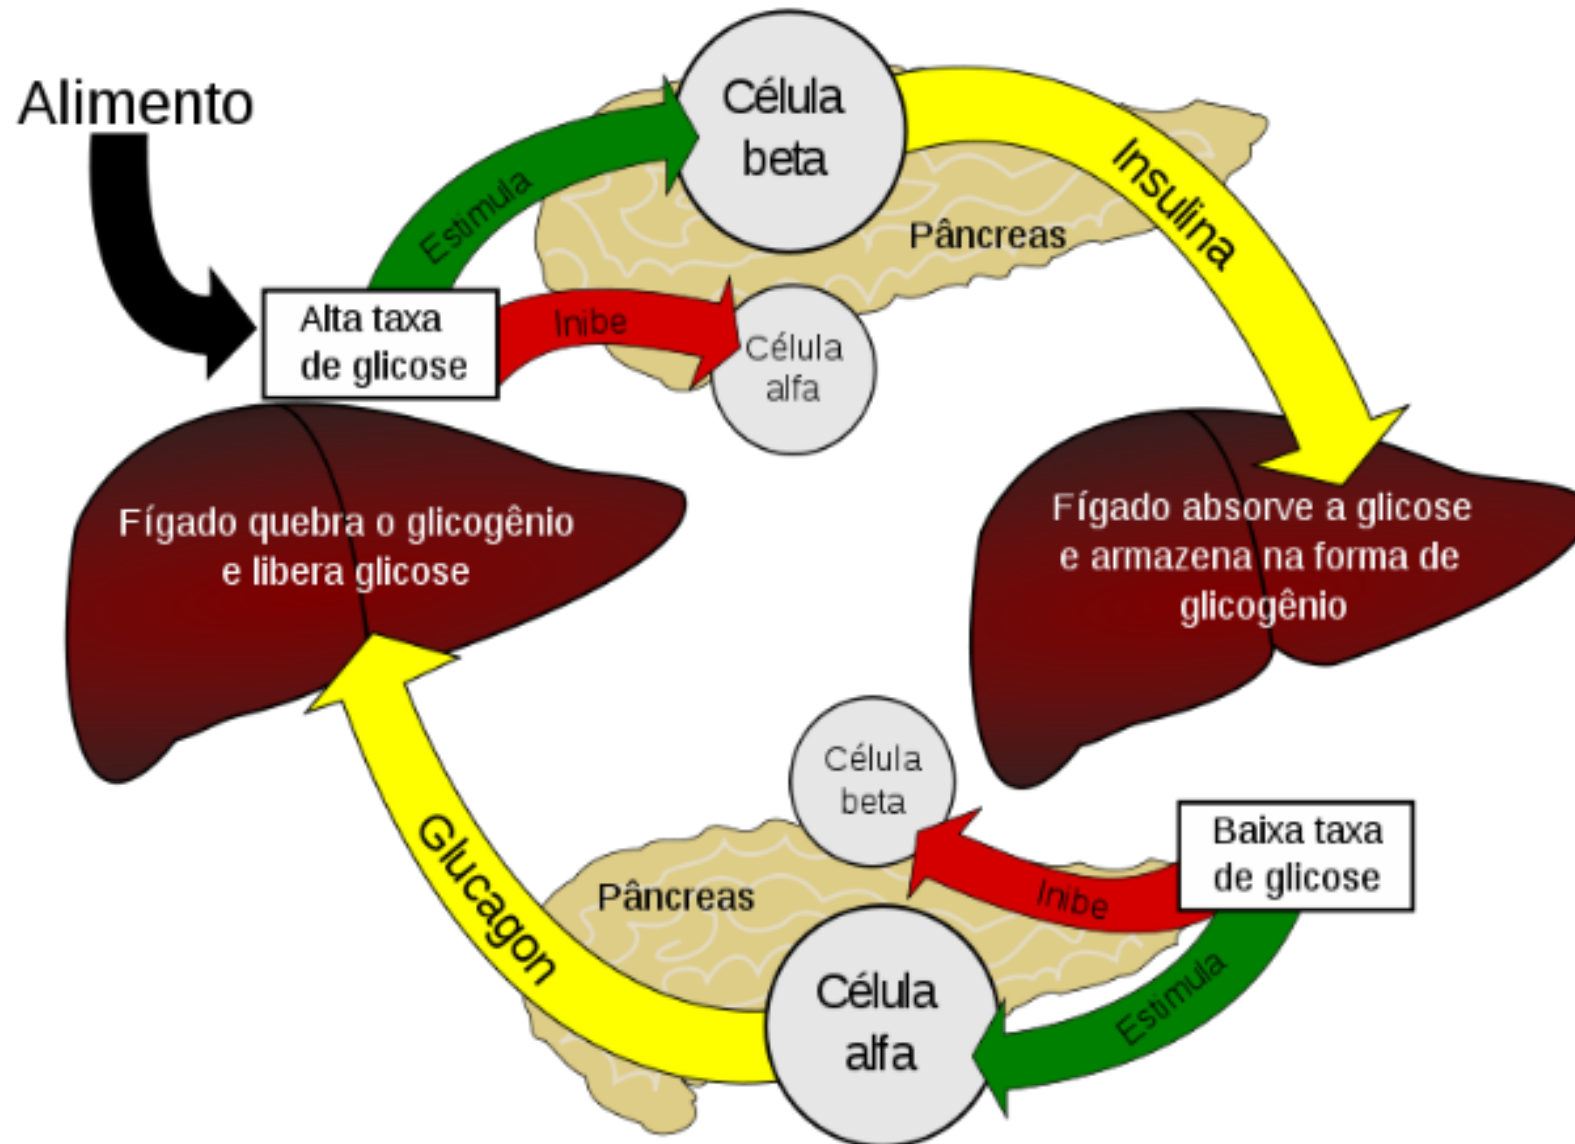 Alimento
Célula
beta
Estimula
Insulina
Pâncreas
Alta taxa
de glicose
Inibe
Célula
alfa
Fígado quebra o glicogênio
e libera glicose
Fígado absorve a glicose
e armazena na forma de
glicogênio
Célula
beta
Baixa taxa
de glicose
Glucagon
Pâncreas
Inibe
Célula
alfa
Estimula